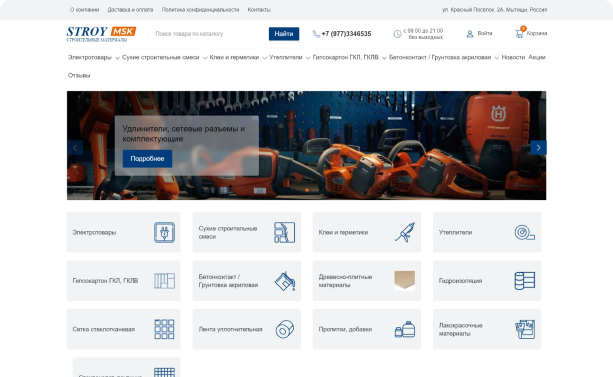 О компании Доставка и оплата Политика конфиденциальности Контакты ул. Красный Посёлок, 2А, Мытищи, Россия
STROY MSK
СТРОИТЕЛЬНЫЕ МАТЕРИАЛЫ
Поиск товара по каталогу Найти +7 (977)3346535
с 09:00 до 21:00
без выходных
Войти 0 Корзина
Электротовары Сухие строительные смеси Клеи и герметики Утеплители Гипсокартон ГКЛ, ГКЛВ Бетонконтакт / Грунтовка акриловая Новости Акции
Отзывы
Удлинители, сетевые разъемы и
комплектующие
Подробнее
Электротовары
Сухие строительные
смеси
Клеи и герметики
Утеплители
Гипсокартон ГКЛ, ГКЛВ
Бетонконтакт /
Грунтовка акриловая
Древесно-плитные
материалы
Гидроизоляция
Сетка стеклотканевая
Лента уплотнительная
Пропитки, добавки
Лакокрасочные
материалы